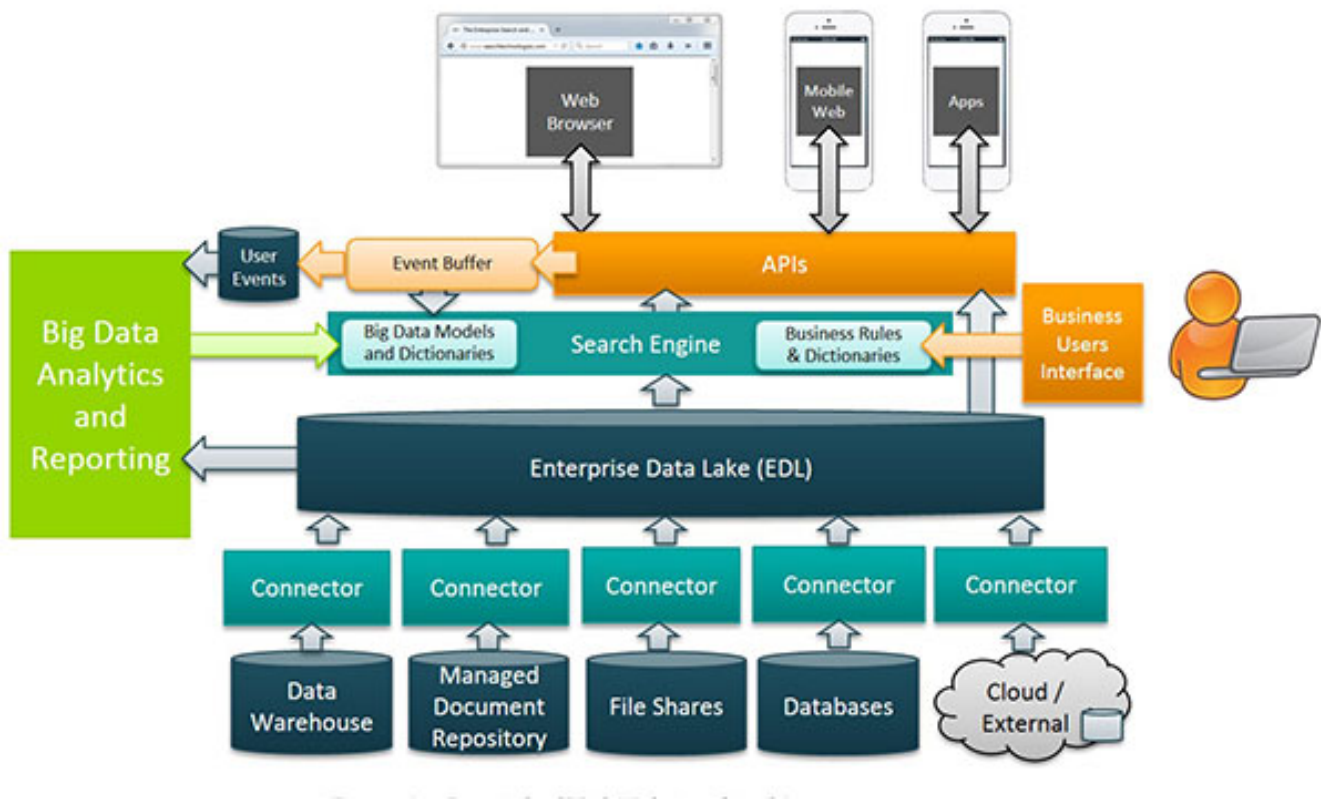 Web
Browser
Mobile
Web
Apps
User
Events
Event Buffer
APIs
Big Data
Analytics
and
Reporting
Big Data Models
and Dictionaries
Search Engine
Business Rules
& Dictionaries
Business
Users
Interface
Enterprise Data Lake (EDL)
Connector
Connector
Connector
Connector
Connector
Data
Warehouse
Managed
Document
Repository
File Shares
Databases
Cloud /
External